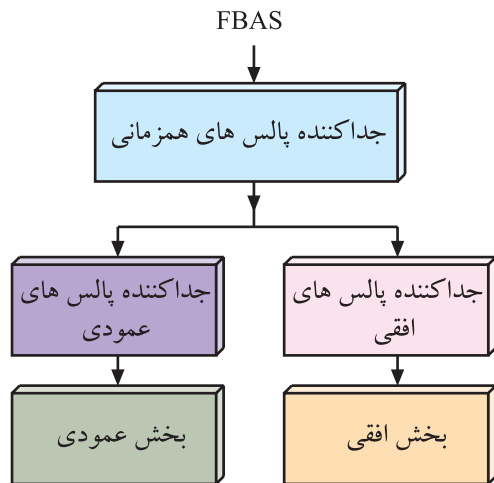 FBAS
جداکننده پالس های همزمانی
جداکننده پالس های
افقی
جداکننده پالس های
عمودی
بخش افقی
بخش عمودی